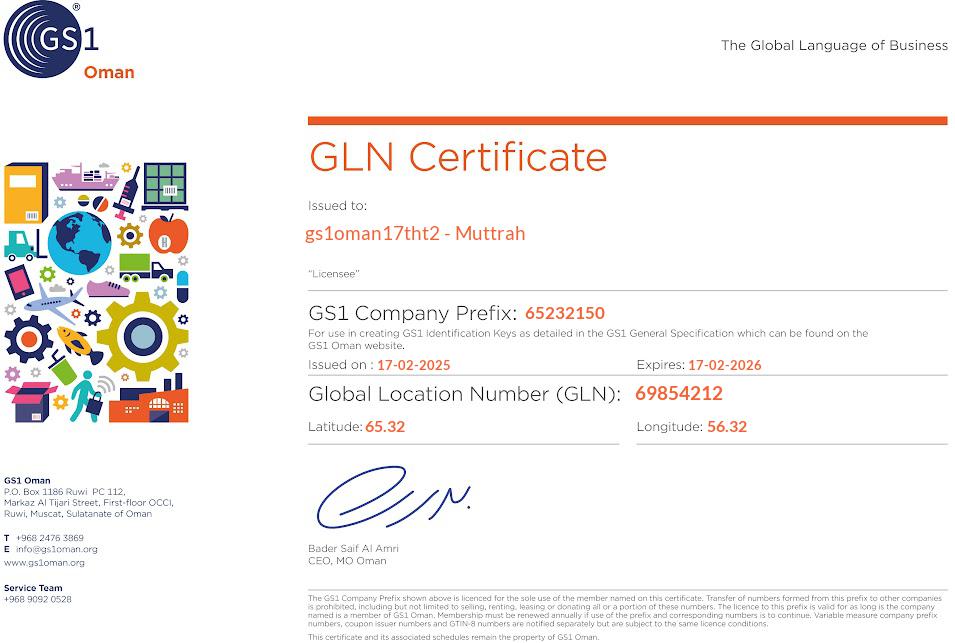 GS1
®
Oman
The Global Language of Business
GLN Certificate
Issued to:
gs1oman17tht2 - Muttrah
“Licensee”
GS1 Company Prefix: 65232150
For use in creating GS1 Identification Keys as detailed in the GS1 General Specification which can be found on the
GS1 Oman website.
Issued on : 17-02-2025 Expires: 17-02-2026
Global Location Number (GLN): 69854212
Latitude: 65.32 Longitude: 56.32
GS1 Oman
P.O. Box 1186 Ruwi PC 112,
Markaz Al Tijari Street, First-floor OCCI,
Ruwi, Muscat, Sulatanate of Oman
T +968 2476 3869
E info@gs1oman.org
www.gs1oman.org
Service Team
+968 9092 0528
Bader Saif Al Amri
CEO, MO Oman
The GS1 Company Prefix shown above is licenced for the sole use of the member named on this certificate. Transfer of numbers formed from this prefix to other companies
is prohibited, including but not limited to selling, renting, leasing or donating all or a portion of these numbers. The licence to this prefix is valid for as long is the company
named is a member of GS1 Oman. Membership must be renewed annually if use of the prefix and corresponding numbers is to continue. Variable measure company prefix
numbers, coupon issuer numbers and GTIN-8 numbers are notified separately but are subject to the same licence conditions.
This certificate and its associated schedules remain the property of GS1 Oman.